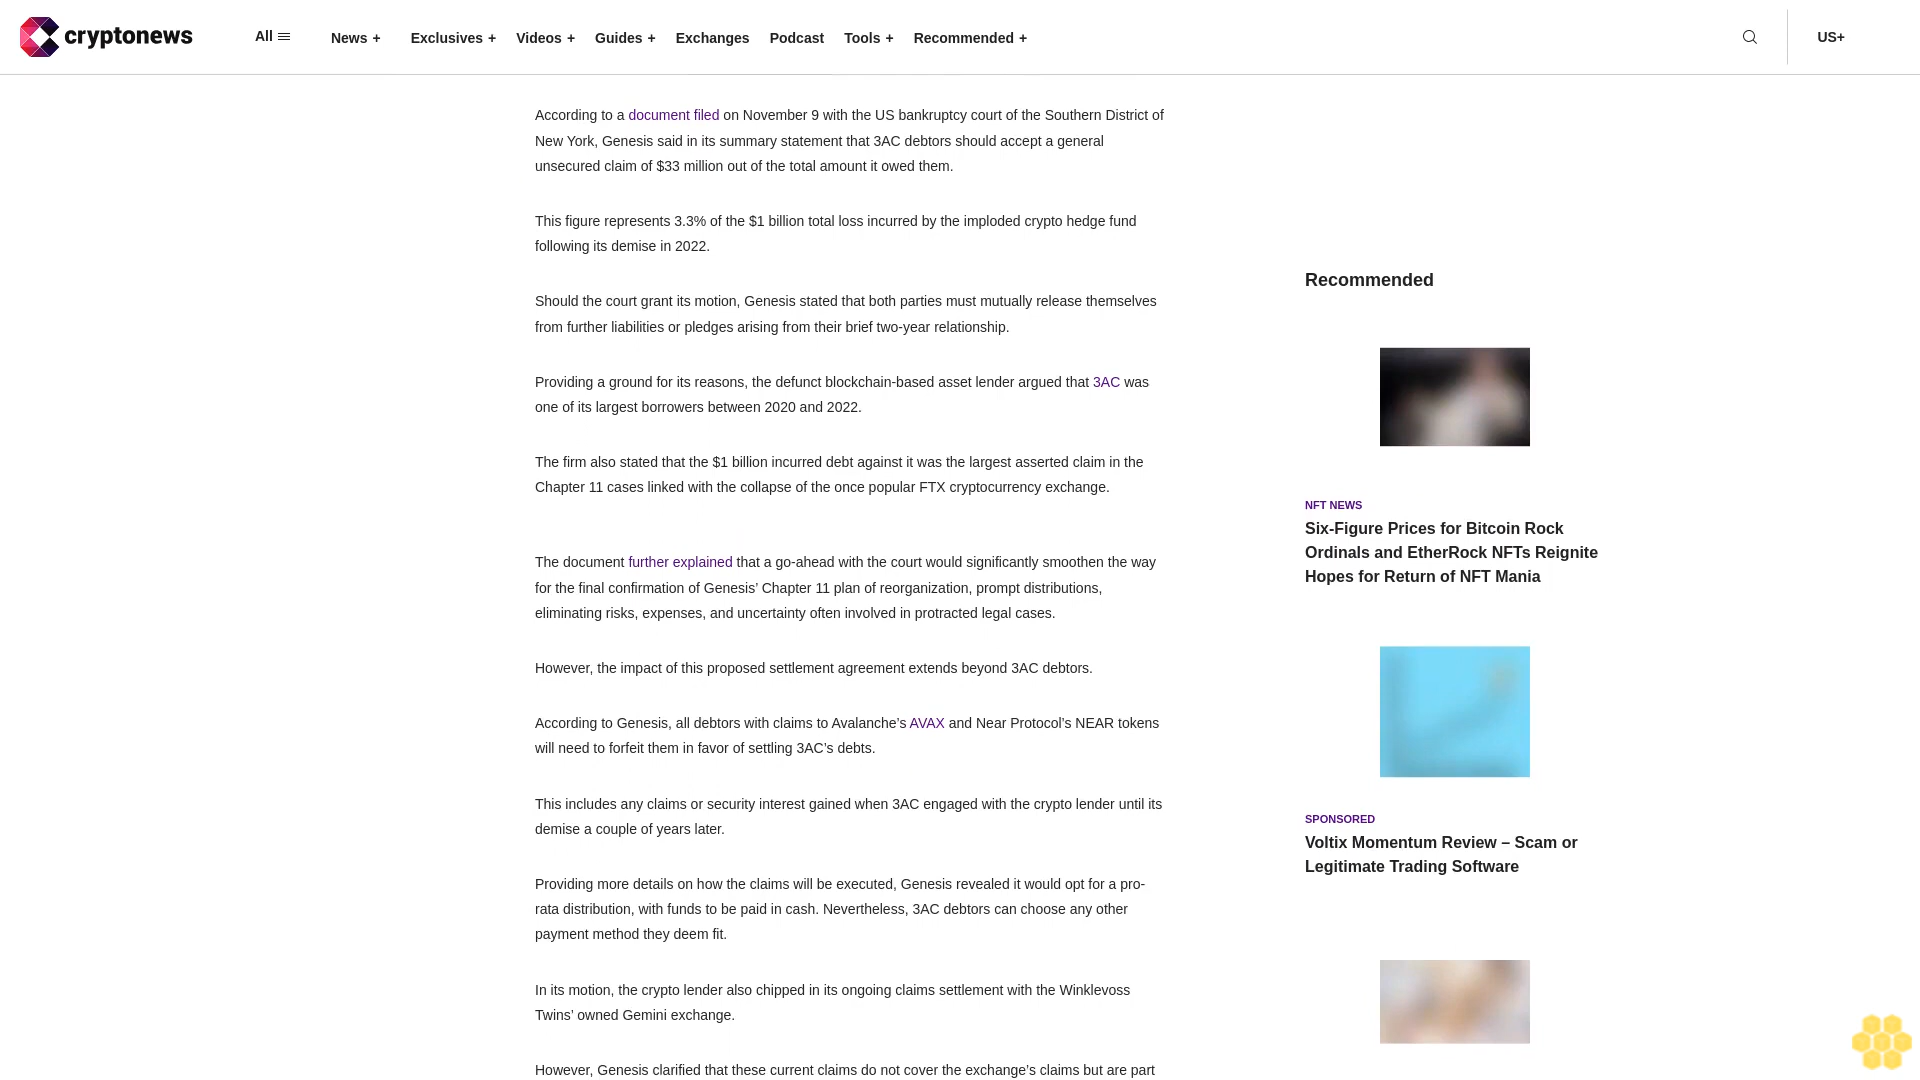 cryptonews
All
News +
Exclusives +
Videos +
Guides +
Exchanges
Podcast
Tools +
Recommended +
US+
According to a document filed on November 9 with the US bankruptcy court of the Southern District of
New York, Genesis said in its summary statement that 3AC debtors should accept a general
unsecured claim of $33 million out of the total amount it owed them.
This figure represents 3.3% of the $1 billion total loss incurred by the imploded crypto hedge fund
following its demise in 2022.
Should the court grant its motion, Genesis stated that both parties must mutually release themselves
from further liabilities or pledges arising from their brief two-year relationship.
Providing a ground for its reasons, the defunct blockchain-based asset lender argued that 3AC was
one of its largest borrowers between 2020 and 2022.
The firm also stated that the $1 billion incurred debt against it was the largest asserted claim in the
Chapter 11 cases linked with the collapse of the once popular FTX cryptocurrency exchange.
The document further explained that a go-ahead with the court would significantly smoothen the way
for the final confirmation of Genesis’ Chapter 11 plan of reorganization, prompt distributions,
eliminating risks, expenses, and uncertainty often involved in protracted legal cases.
However, the impact of this proposed settlement agreement extends beyond 3AC debtors.
According to Genesis, all debtors with claims to Avalanche’s AVAX and Near Protocol’s NEAR tokens
will need to forfeit them in favor of settling 3AC’s debts.
This includes any claims or security interest gained when 3AC engaged with the crypto lender until its
demise a couple of years later.
Providing more details on how the claims will be executed, Genesis revealed it would opt for a pro-
rata distribution, with funds to be paid in cash. Nevertheless, 3AC debtors can choose any other
payment method they deem fit.
In its motion, the crypto lender also chipped in its ongoing claims settlement with the Winklevoss
Twins’ owned Gemini exchange.
However, Genesis clarified that these current claims do not cover the exchange’s claims but are part
Recommended
NFT NEWS
Six-Figure Prices for Bitcoin Rock
Ordinals and EtherRock NFTs Reignite
Hopes for Return of NFT Mania
SPONSORED
Voltix Momentum Review – Scam or
Legitimate Trading Software